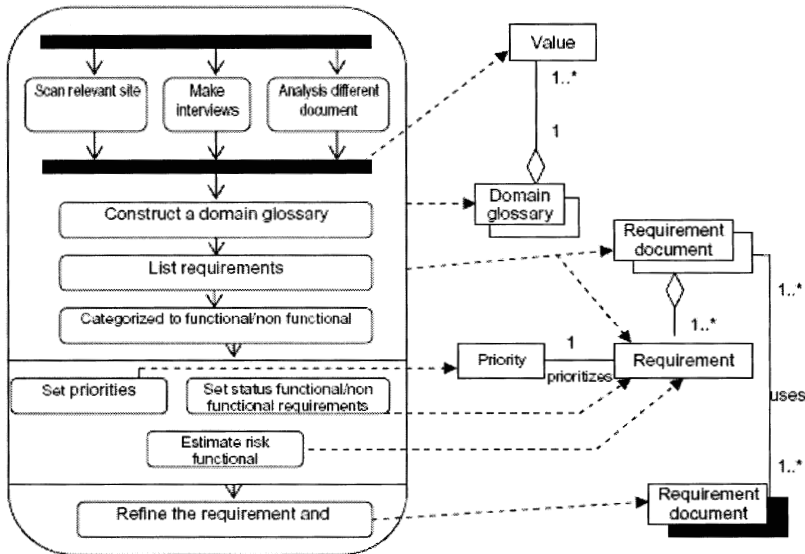 Scan relevant site
Make
interviews
Analysis different
document
Construct a domain glossary
List requirements
Categorized to functional/non functional
Set priorities
Set status functional/non
functional requirements
Estimate risk
functional
Refine the requirement and
Value
1..*
1
Domain
glossary
Requirement
document
1..*
1..*
Priority
1
prioritizes
Requirement
uses
1..*
Requirement
document